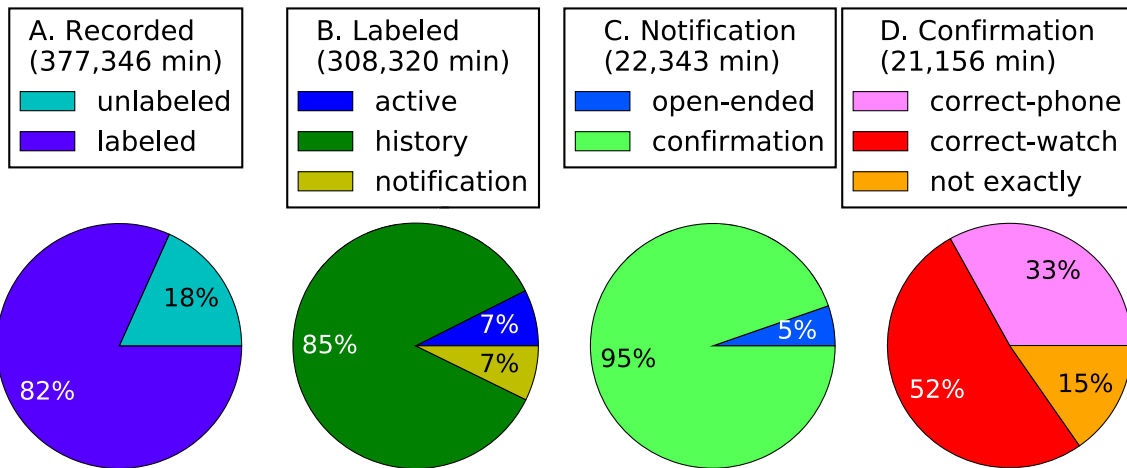 A. Recorded
(377,346 min)
unlabeled
labeled
B. Labeled
(308,320 min)
active
history
notification
C. Notification
(22,343 min)
open-ended
confirmation
D. Confirmation
(21,156 min)
correct-phone
correct-watch
not exactly
18%
82%
7%
85%
7%
5%
95%
33%
52%
15%